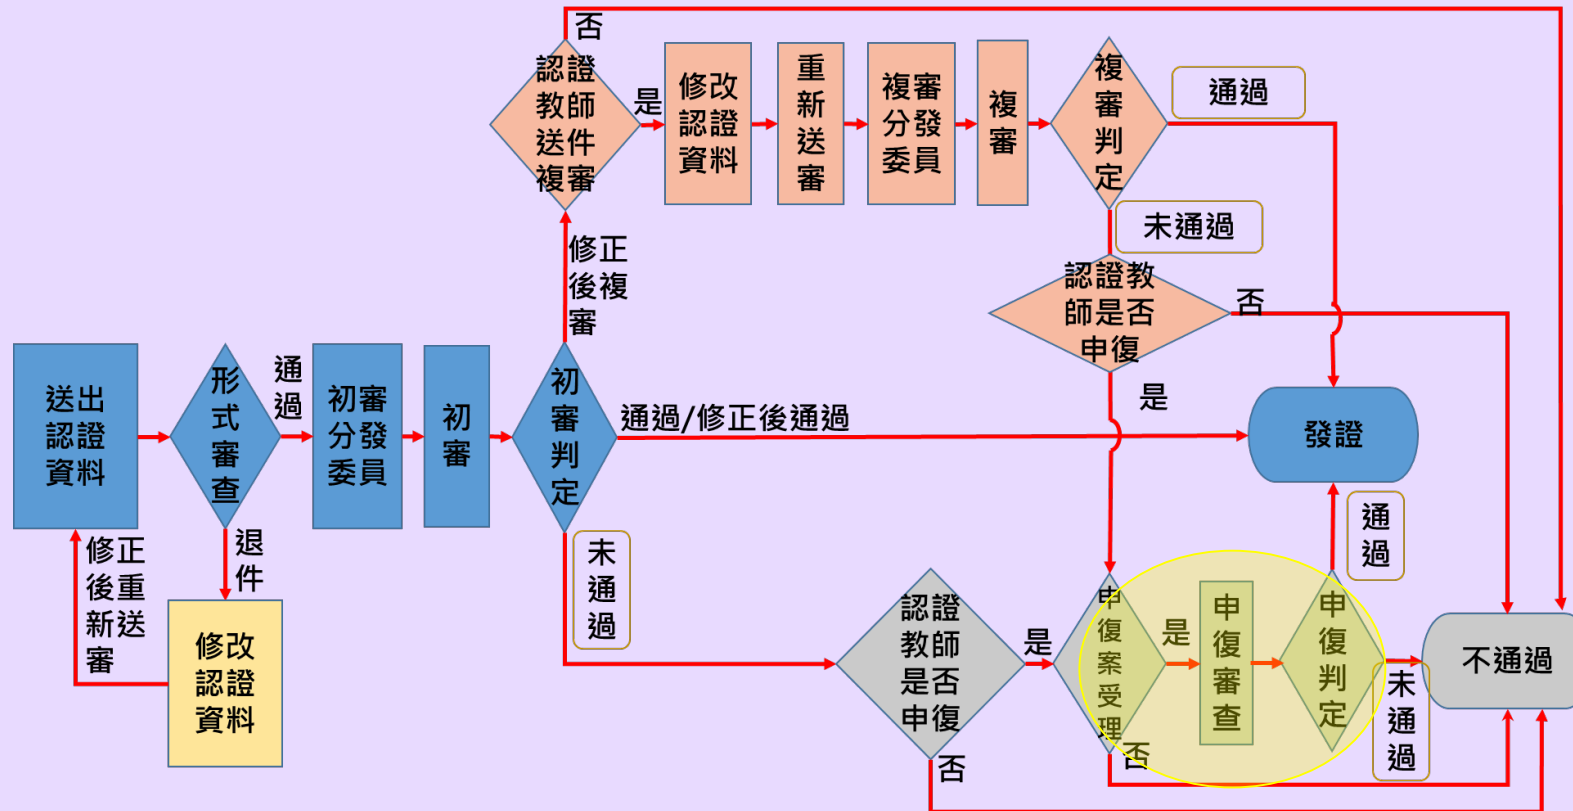 否
認證
教師
送件
複審
是
修改
認證
資料
重
新
送
審
複審
分發
委員
複
審
複
審
判
定
通過
未通過
修正
後複
審
認證教
師是否
申復
否
是
送出
認證
資料
形
式
審
查
通
過
初審
分發
委員
初
審
初
審
判
定
通過/修正後通過
發證
修正
後重
新送
審
退
件
修改
認證
資料
未
通
過
認證
教師
是否
申復
是
否
申
復
案
受
理
是
否
申
復
審
查
申
復
判
定
通
過
未
通
過
不通過